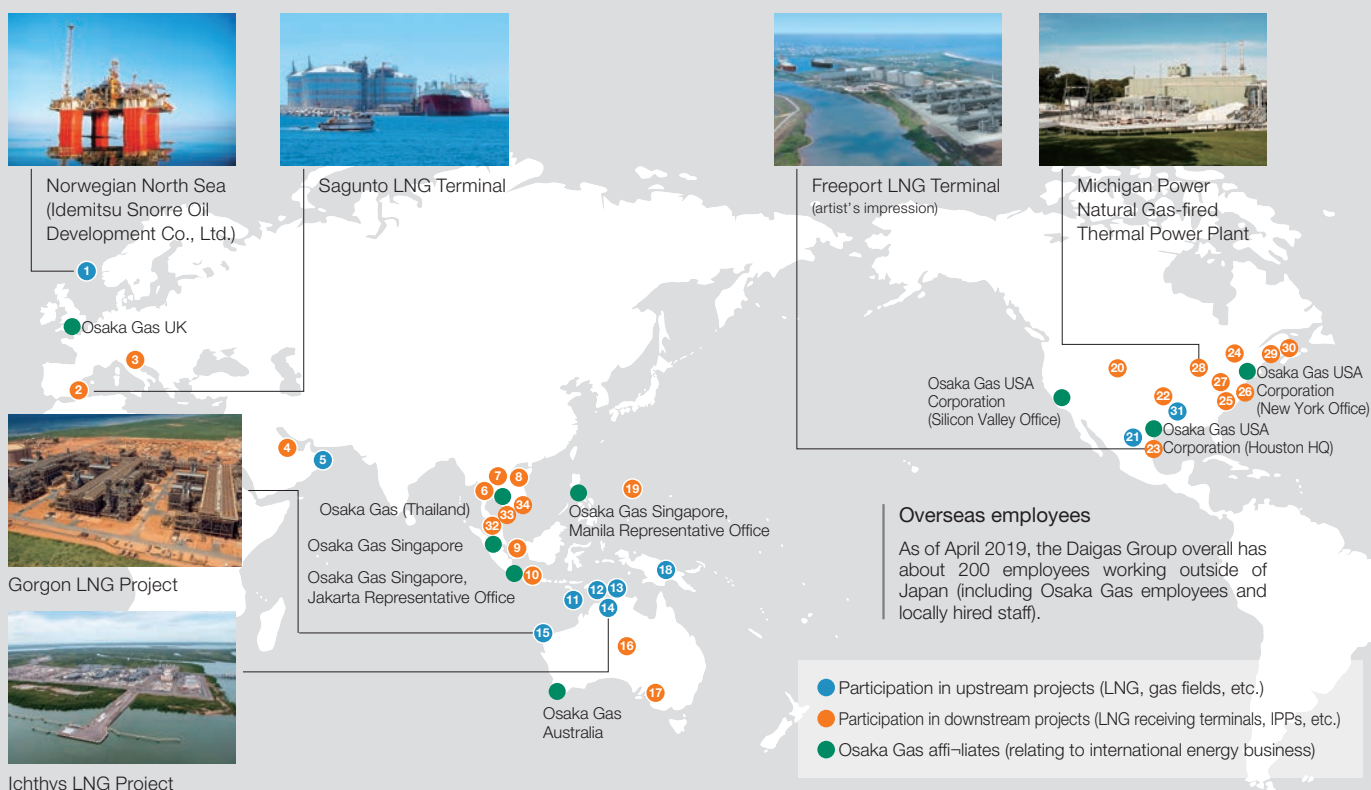 Norwegian North Sea
(Idemitsu Snorre Oil
Development Co., Ltd.)
Sagunto LNG Terminal
Freeport LNG Terminal
(artist's impression)
Michigan Power
Natural Gas-fired
Thermal Power Plant
1
Osaka Gas UK
3
2
4
5
Gorgon LNG Project
Ichthys LNG Project
7
8
6
Osaka Gas (Thailand)
34
33
32
Osaka Gas Singapore
9
Osaka Gas Singapore,
Jakarta Representative Office
10
19
Osaka Gas Singapore,
Manila Representative Office
18
11
12
13
14
15
16
17
Osaka Gas
Australia
Osaka Gas USA
Corporation
(Silicon Valley Office)
20
28
24
29
30
Osaka Gas USA
Corporation
(New York Office)
27
26
25
22
31
21
Osaka Gas USA
Corporation (Houston HQ)
23
Overseas employees
As of April 2019, the Daigas Group overall has
about 200 employees working outside of
Japan (including Osaka Gas employees and
locally hired staff).
Participation in upstream projects (LNG, gas fields, etc.)
Participation in downstream projects (LNG receiving terminals, IPPs, etc.)
Osaka Gas affi¬liates (relating to international energy business)